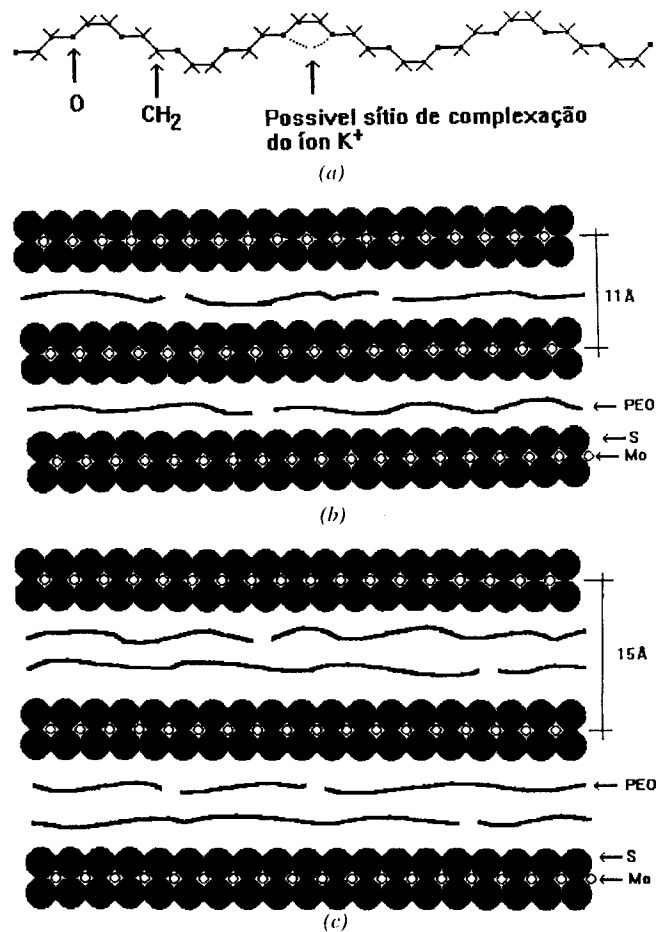 O
CH2
Possivel sítio de complexação
do íon K+
(a)
11Å
PEO
S
Mo
(b)
15Å
PEO
S
Mo
(c)